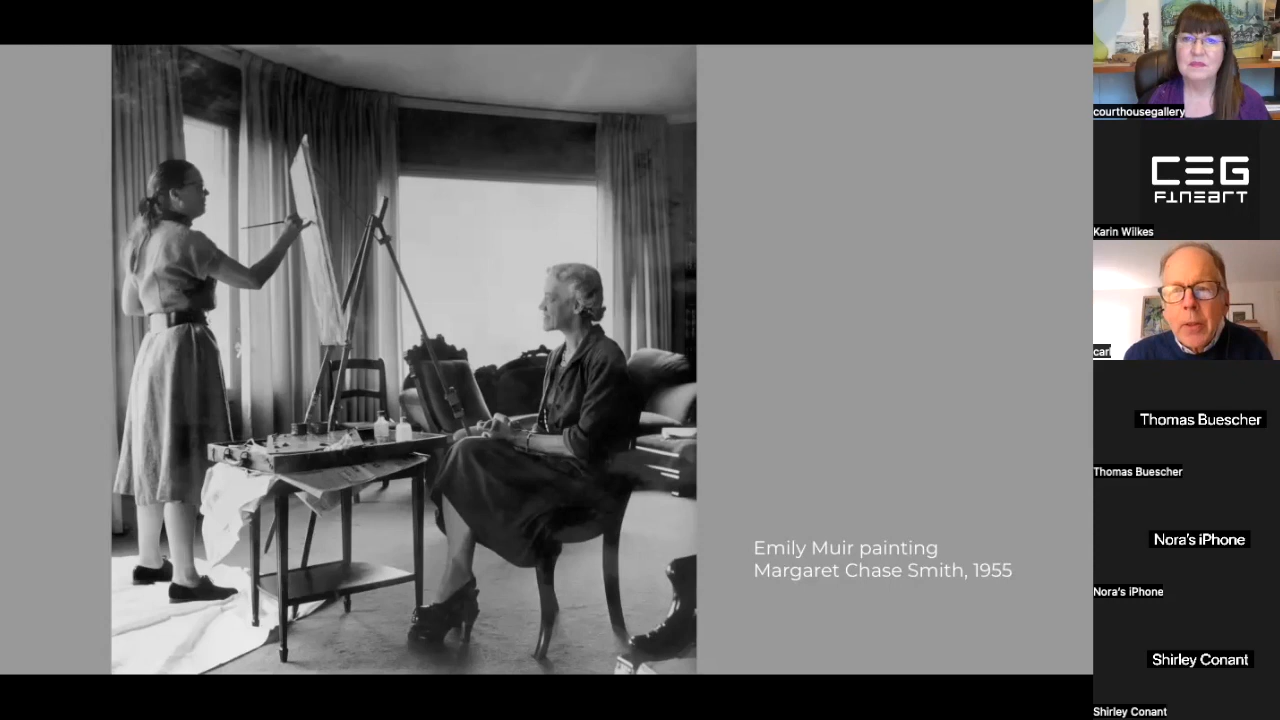 Emily Muir painting
Margaret Chase Smith, 1955
courthousegallery
CEG
FINEART
Karin Wilkes
carl
Thomas Buescher
Thomas Buescher
Nora's iPhone
Nora's iPhone
Shirley Conant
Shirley Conant